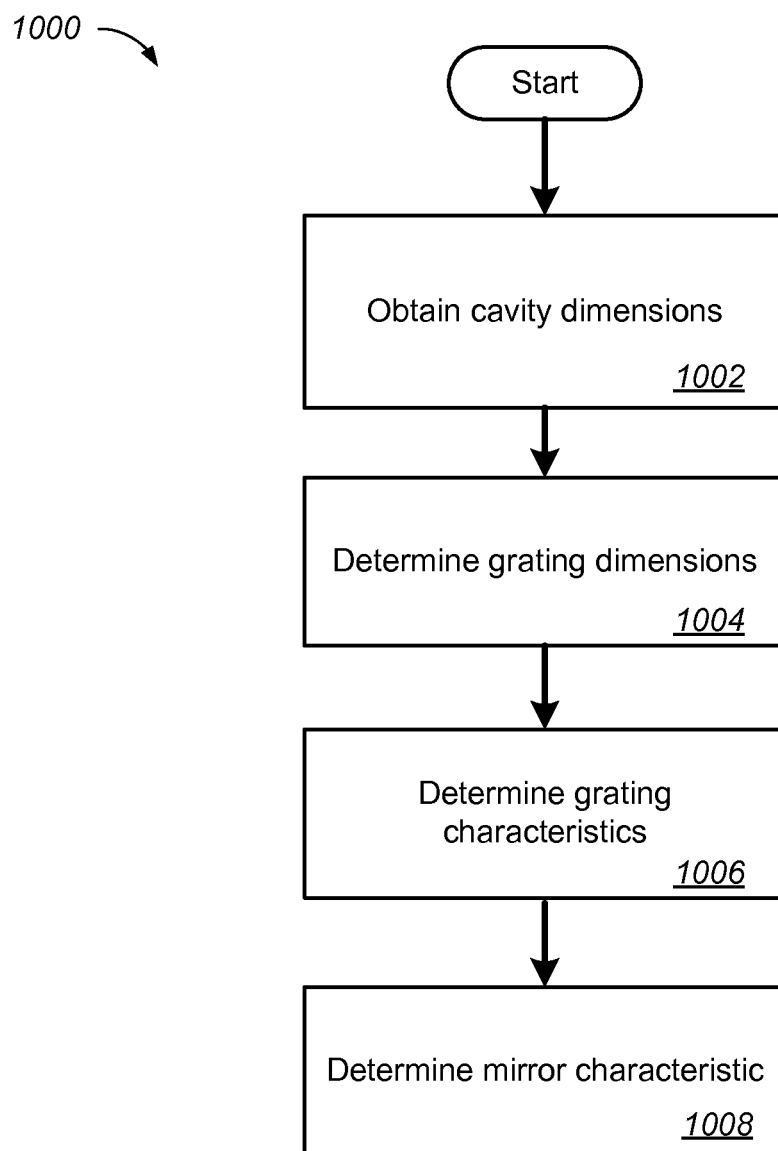 1000
Start
Obtain cavity dimensions
1002
Determine grating dimensions
1004
Determine grating
characteristics
1006
Determine mirror characteristic
1008